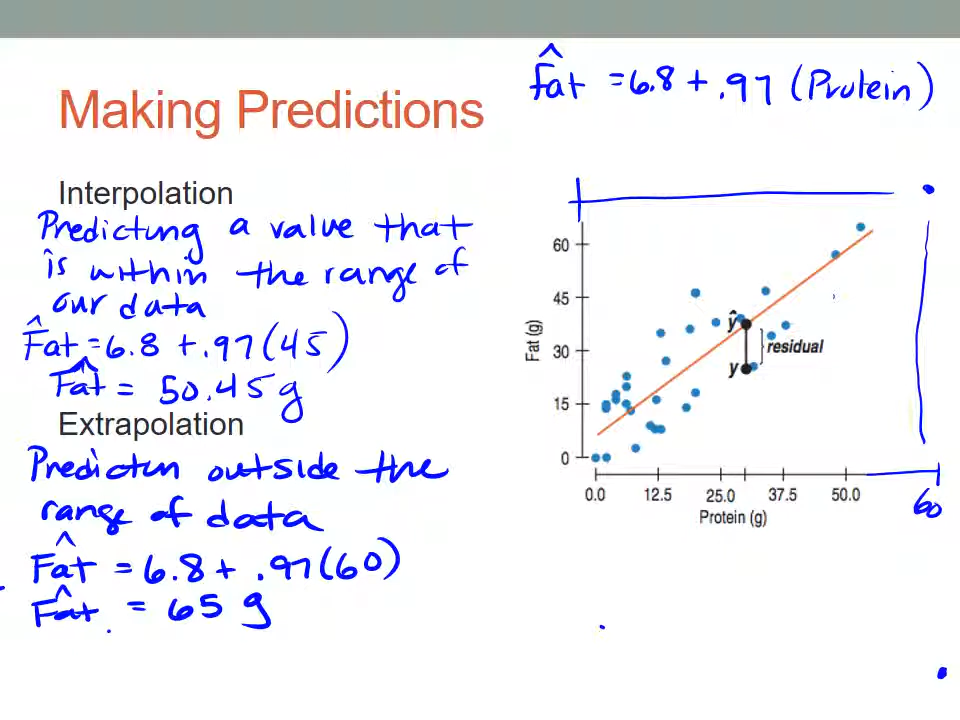 Making Predictions
F̂at = 6.8 + .97 (Protein)
Interpolation
Predicting a value that
is within the range of
our data
F̂at = 6.8 + .97(45)
F̂at = 50.45 g
Extrapolation
Prediction outside the
range of data
F̂at = 6.8 + .97(60)
F̂at = 65 g
60
45
30
15
0
Fat (g)
ŷ
residual
y
0.0 12.5 25.0 37.5 50.0 60
Protein (g)